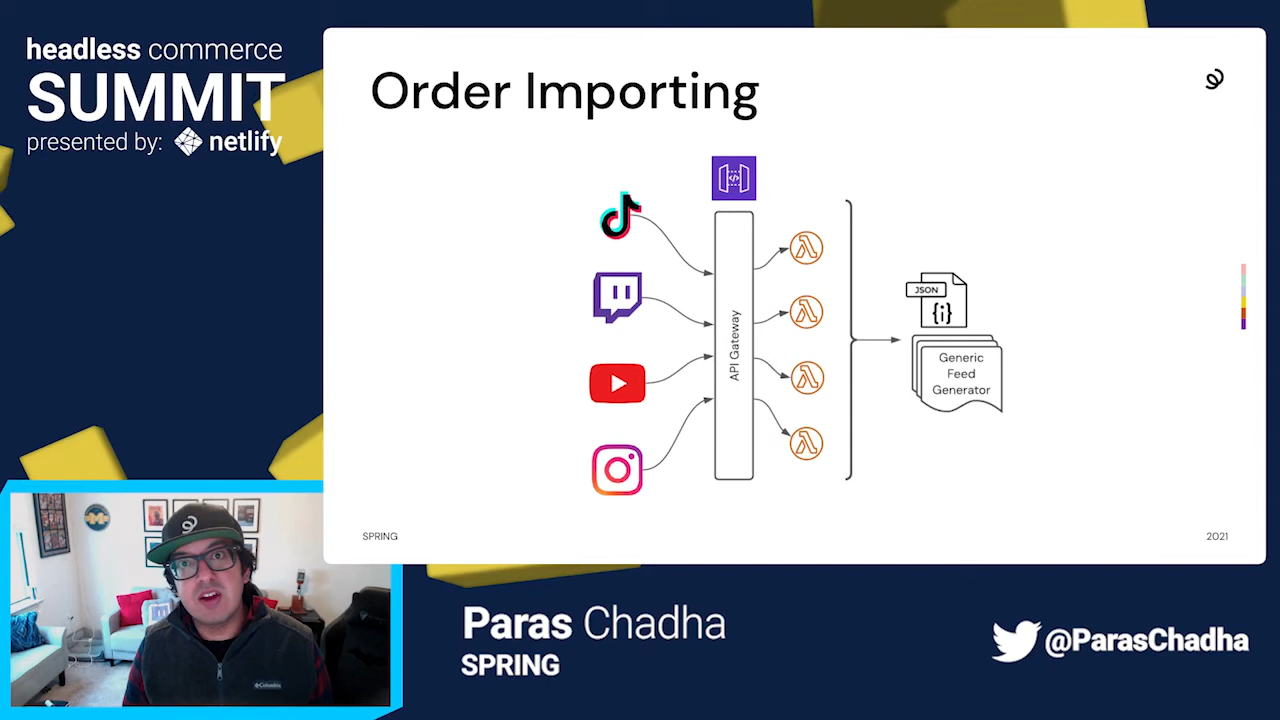 headless commerce
SUMMIT
presented by: netlify
Order Importing
API Gateway
JSON
{i}
Generic
Feed
Generator
SPRING
2021
Columbia
Paras Chadha
SPRING
@ParasChadha